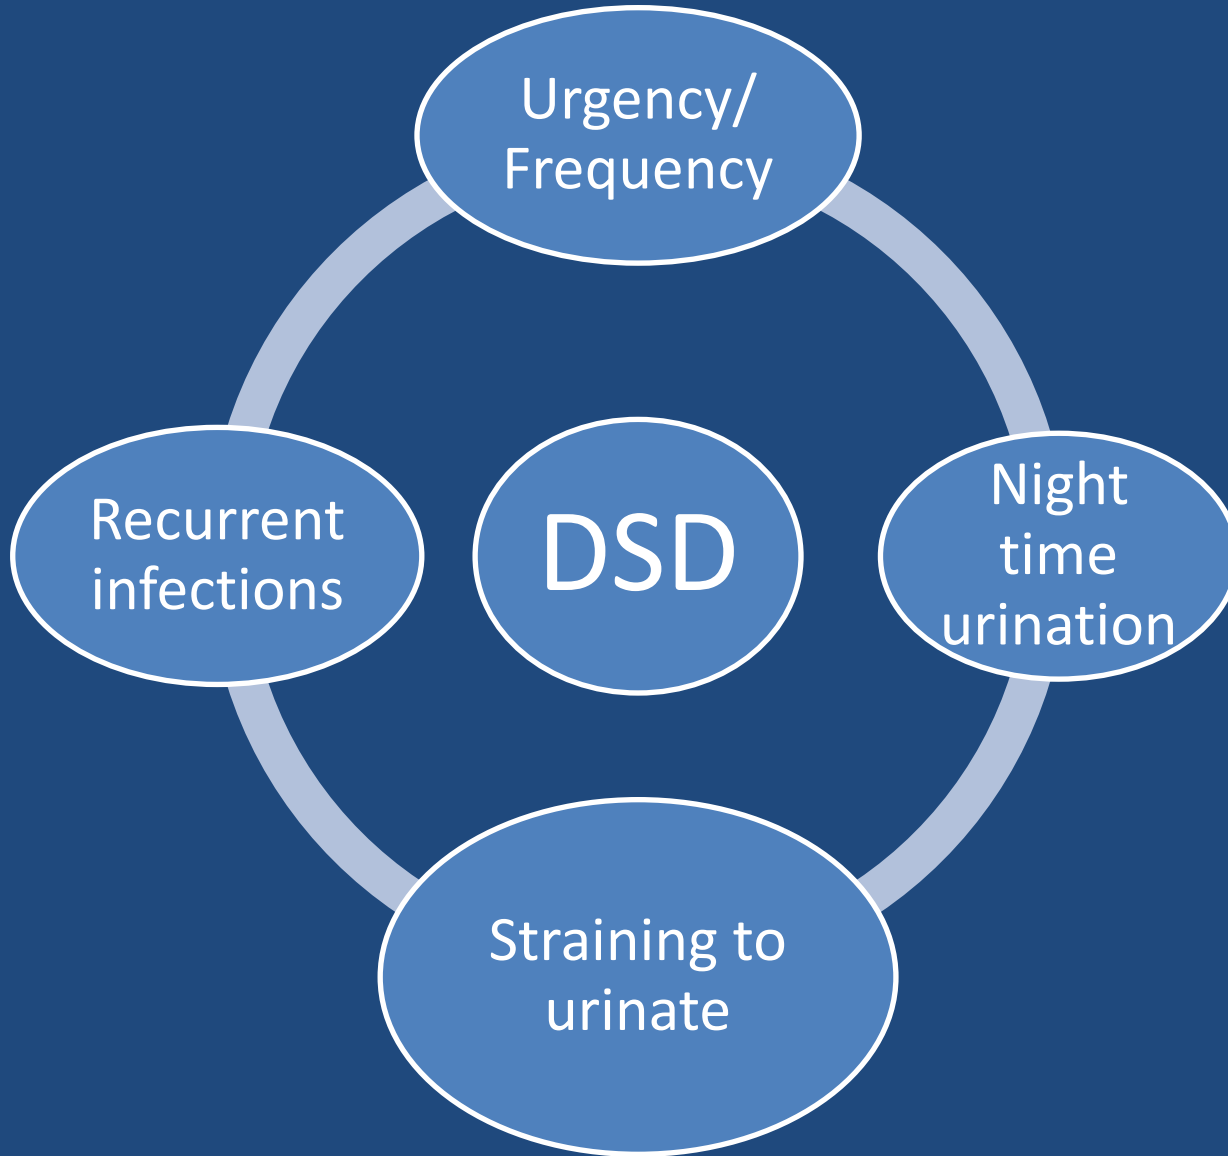 Urgency/
Frequency
Recurrent
infections
DSD
Night
time
urination
Straining to
urinate